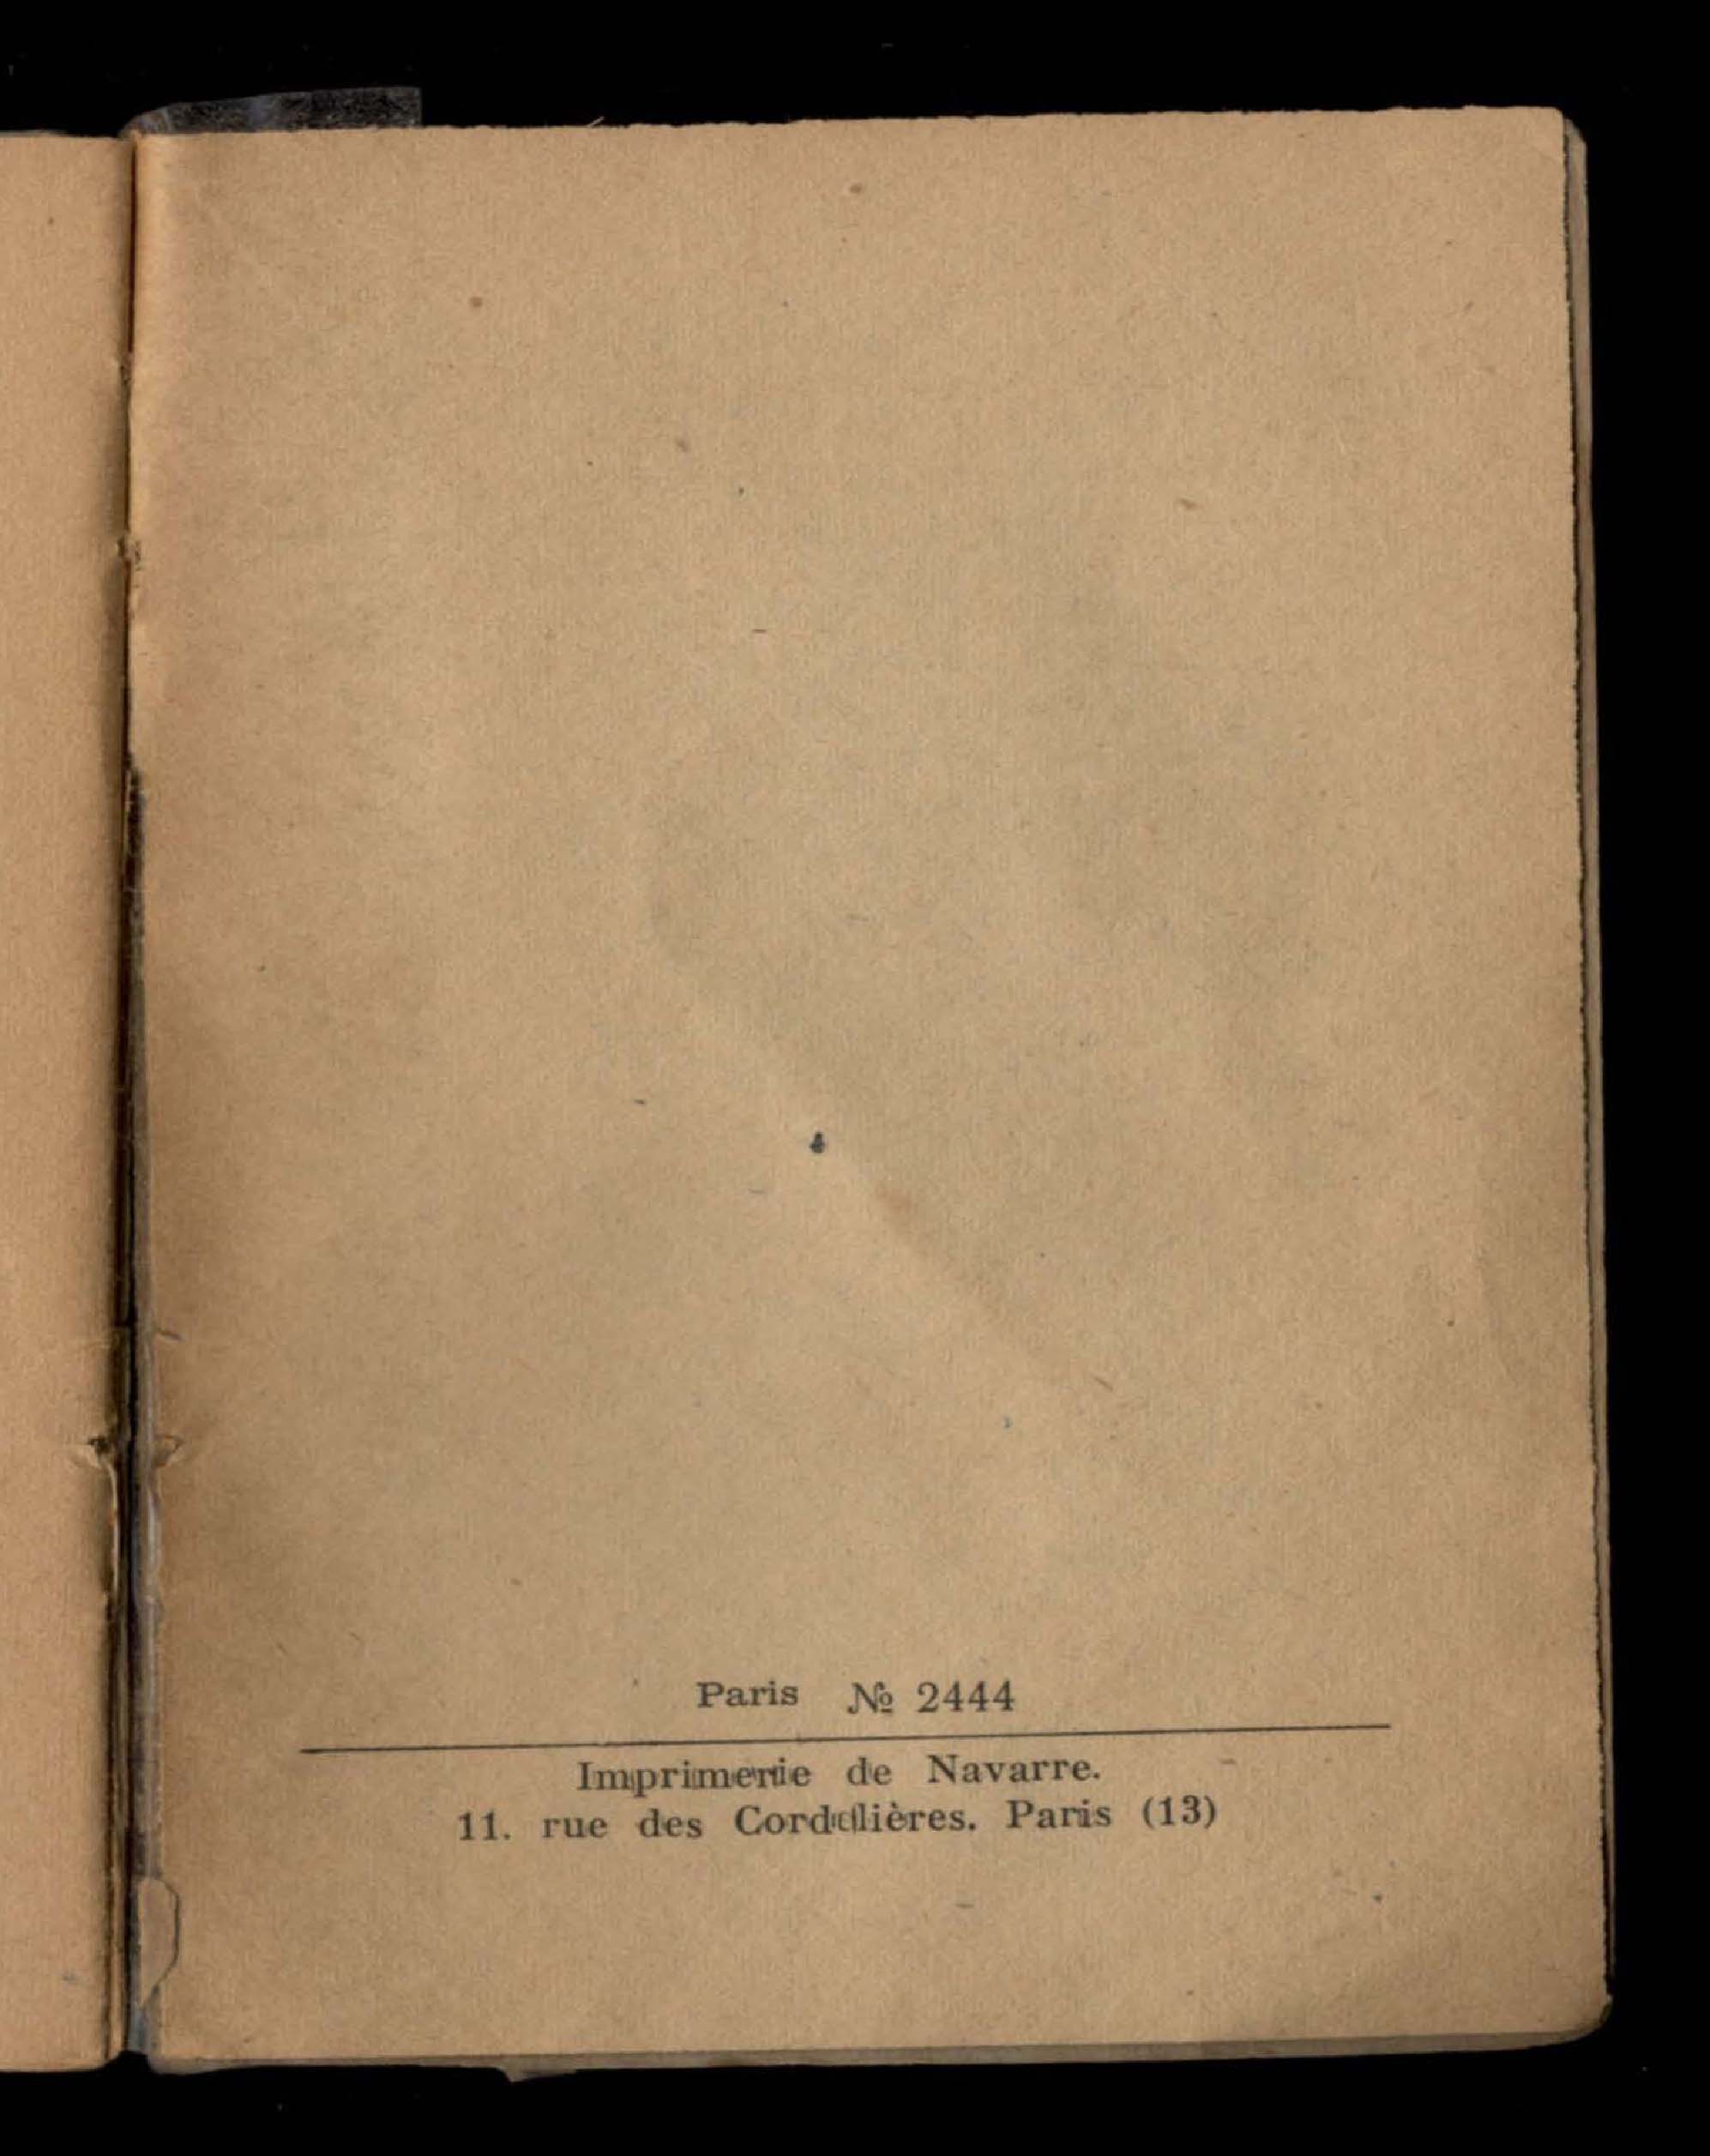 Paris № 2444
Imprimerie de Navarre.
11. rue des Cordelières. Paris (13)